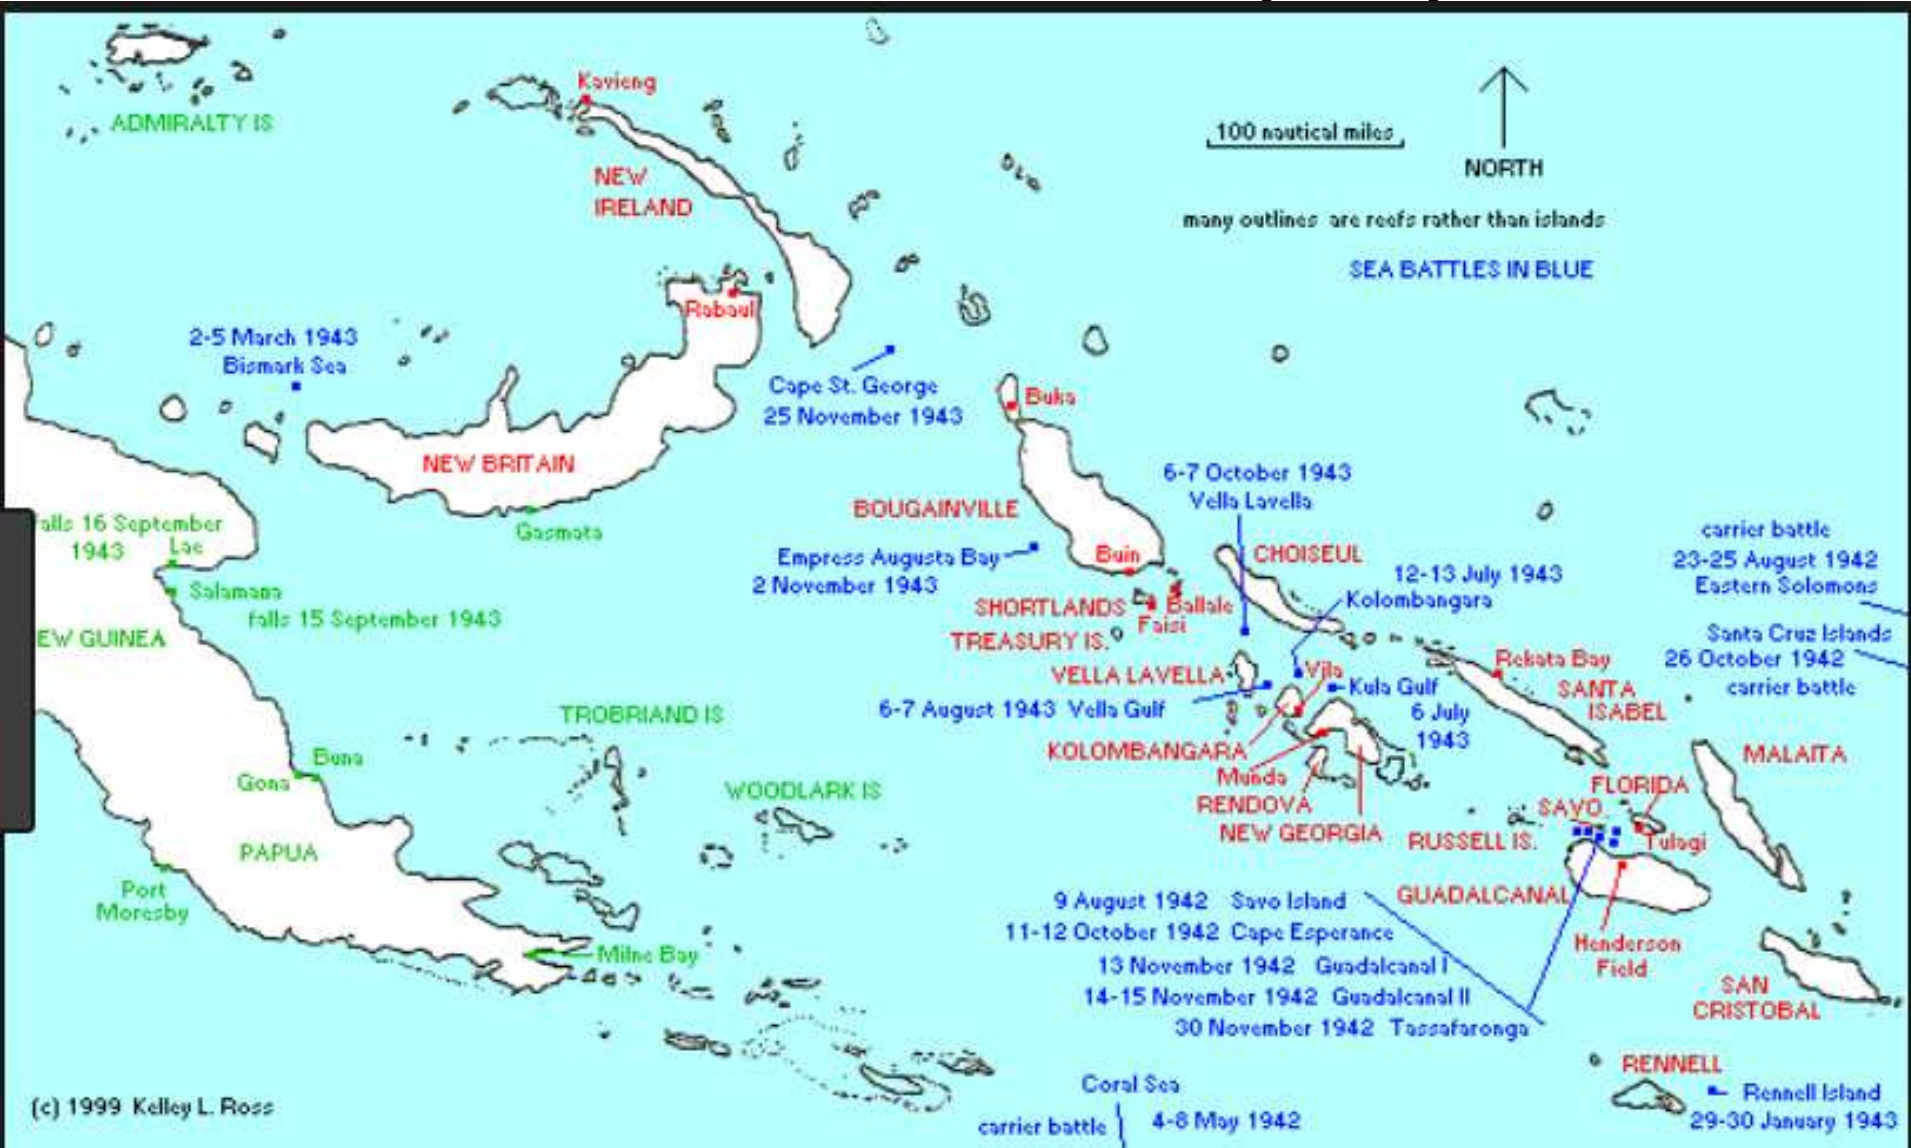 Kavieng
ADMIRALTY IS
100 nautical miles
NORTH
NEW
IRELAND
many outlines are reefs rather than islands
SEA BATTLES IN BLUE
Rabaul
2-5 March 1943
Bismark Sea
Cape St. George
25 November 1943
Buka
NEW BRITAIN
6-7 October 1943
Vella Lavella
BOUGAINVILLE
Gasmata
alls 16 September
1943
Lae
Salamana
falls 15 September 1943
EW GUINEA
Empress Augusta Bay
2 November 1943
Buin
CHOISEUL
12-13 July 1943
Kolombangara
carrier battle
23-25 August 1942
Eastern Solomons
Santa Cruz Islands
26 October 1942
carrier battle
SHORTLANDS
Ballale
Faisi
TREASURY IS.
VELLA LAVELLA
Vila
Kula Gulf
6 July
1943
Rekata Bay
SANTA
ISABEL
6-7 August 1943 Vella Gulf
TROBRIAND IS
KOLOMBANGARA
Munda
RENDOVA
NEW GEORGIA
MALAITA
FLORIDA
SAVO
RUSSELL IS.
Tulagi
WOODLARK IS
Buna
Gona
PAPUA
Port
Moresby
Milne Bay
GUADALCANAL
Henderson
Field
9 August 1942 Savo Island
11-12 October 1942 Cape Esperance
13 November 1942 Guadalcanal I
14-15 November 1942 Guadalcanal II
30 November 1942 Tassafaronga
SAN
CRISTOBAL
RENNELL
Rennell Island
29-30 January 1943
Coral Sea
carrier battle
4-8 May 1942
(c) 1999 Kelley L. Ross